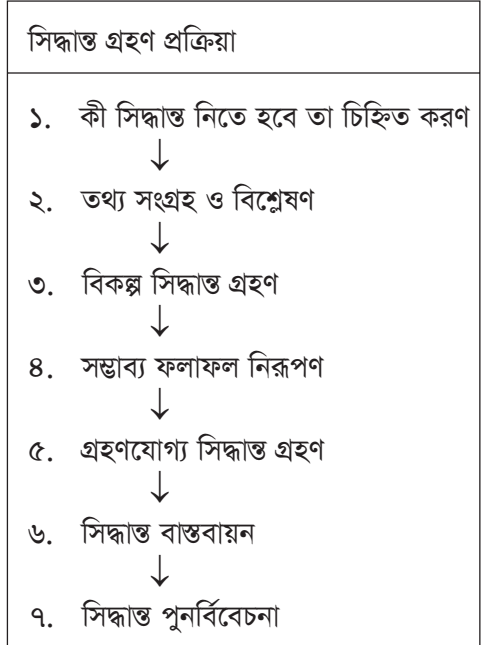 সিদ্ধান্ত গ্রহণ প্রক্রিয়া
১. কী সিদ্ধান্ত নিতে হবে তা চিহ্নিত করণ
↓
২. তথ্য সংগ্রহ ও বিশ্লেষণ
↓
৩. বিকল্প সিদ্ধান্ত গ্রহণ
↓
৪. সম্ভাব্য ফলাফল নিরূপণ
↓
৫. গ্রহণযোগ্য সিদ্ধান্ত গ্রহণ
↓
৬. সিদ্ধান্ত বাস্তবায়ন
↓
৭. সিদ্ধান্ত পুনর্বিবেচনা